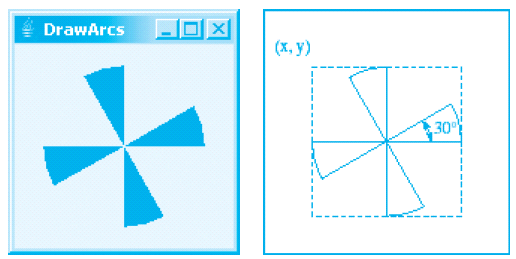 DrawArcs
(x, y)
30°